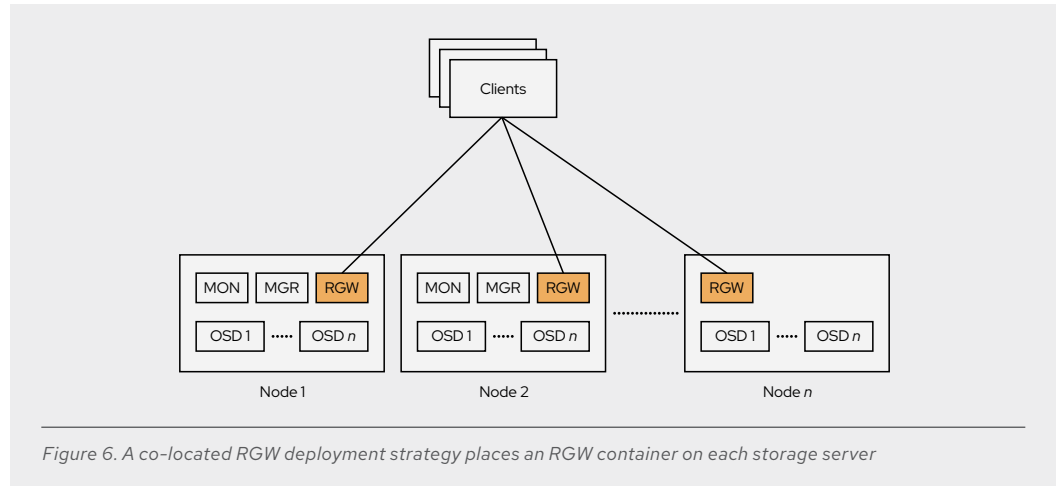 Clients
MON MGR RGW
OSD 1 ..... OSD n
Node 1
MON MGR RGW
OSD 1 ..... OSD n
Node 2
RGW
OSD 1 ..... OSD n
Node n
Figure 6. A co-located RGW deployment strategy places an RGW container on each storage server